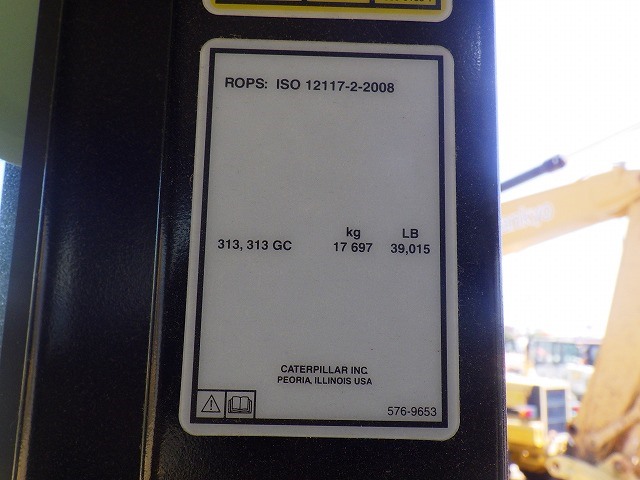 ROPS: ISO 12117-2-2008
kg LB
313, 313 GC 17 697 39,015
CATERPILLAR INC.
PEORIA, ILLINOIS USA
576-9653